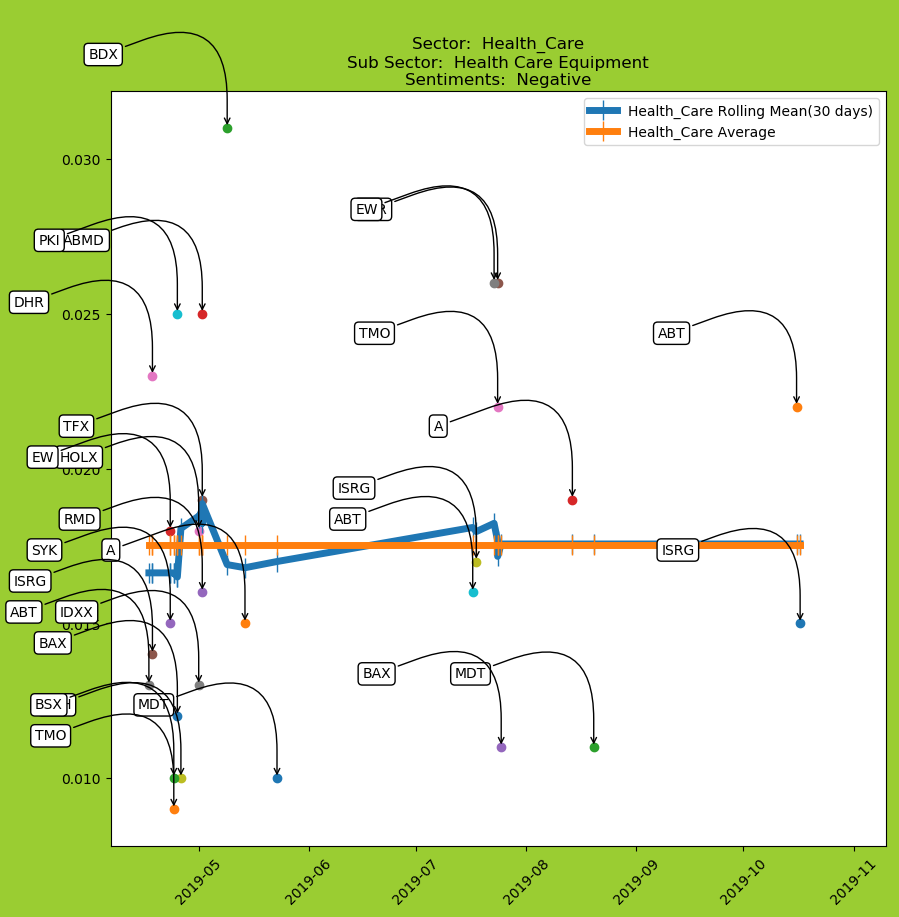 BDX
Sector:  Health_Care
Sub Sector:  Health Care Equipment
Sentiments:  Negative
Health_Care Rolling Mean(30 days)
Health_Care Average
0.030
EW
PKI
ABMD
DHR
0.025
TMO
ABT
TFX
A
EW
HOLX
0.020
ISRG
RMD
ABT
SYK
A
ISRG
ISRG
ABT
IDXX
0.015
BAX
BAX
MDT
BSX
MDT
TMO
0.010
2019-05
2019-06
2019-07
2019-08
2019-09
2019-10
2019-11